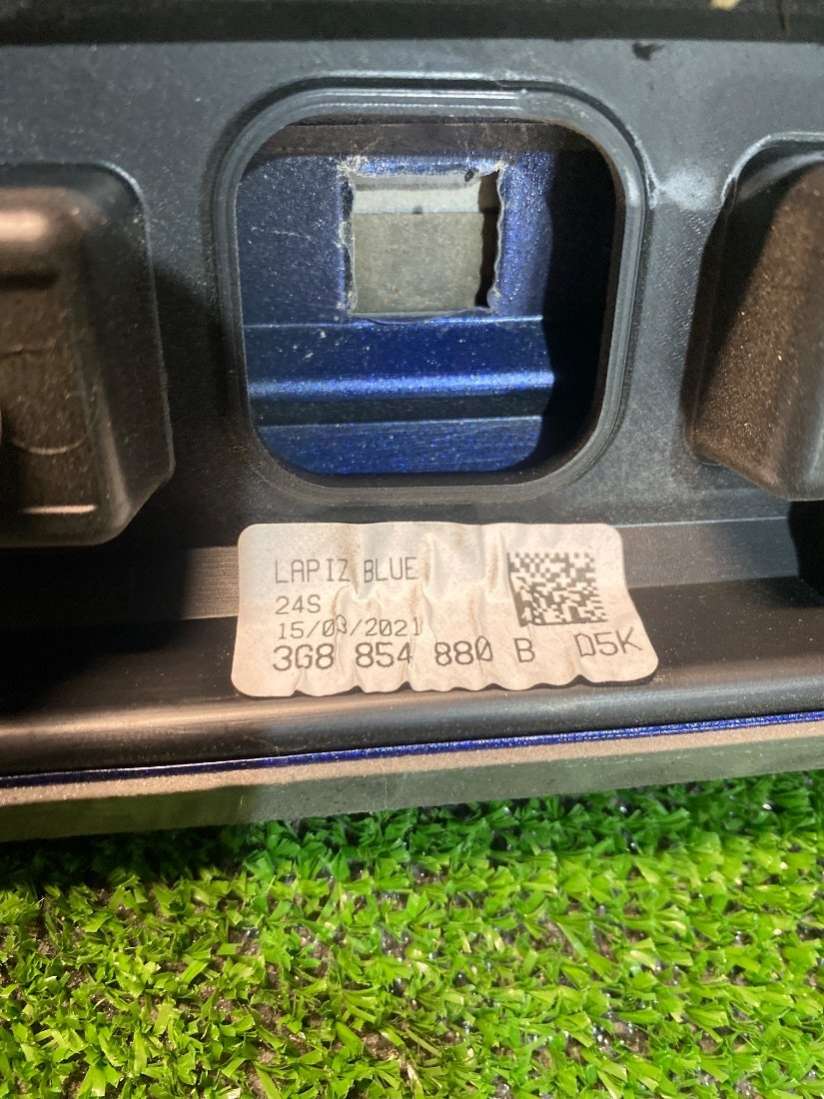 LAPIZ BLUE
24S
15/03/2021
3G8 854 880 B D5K